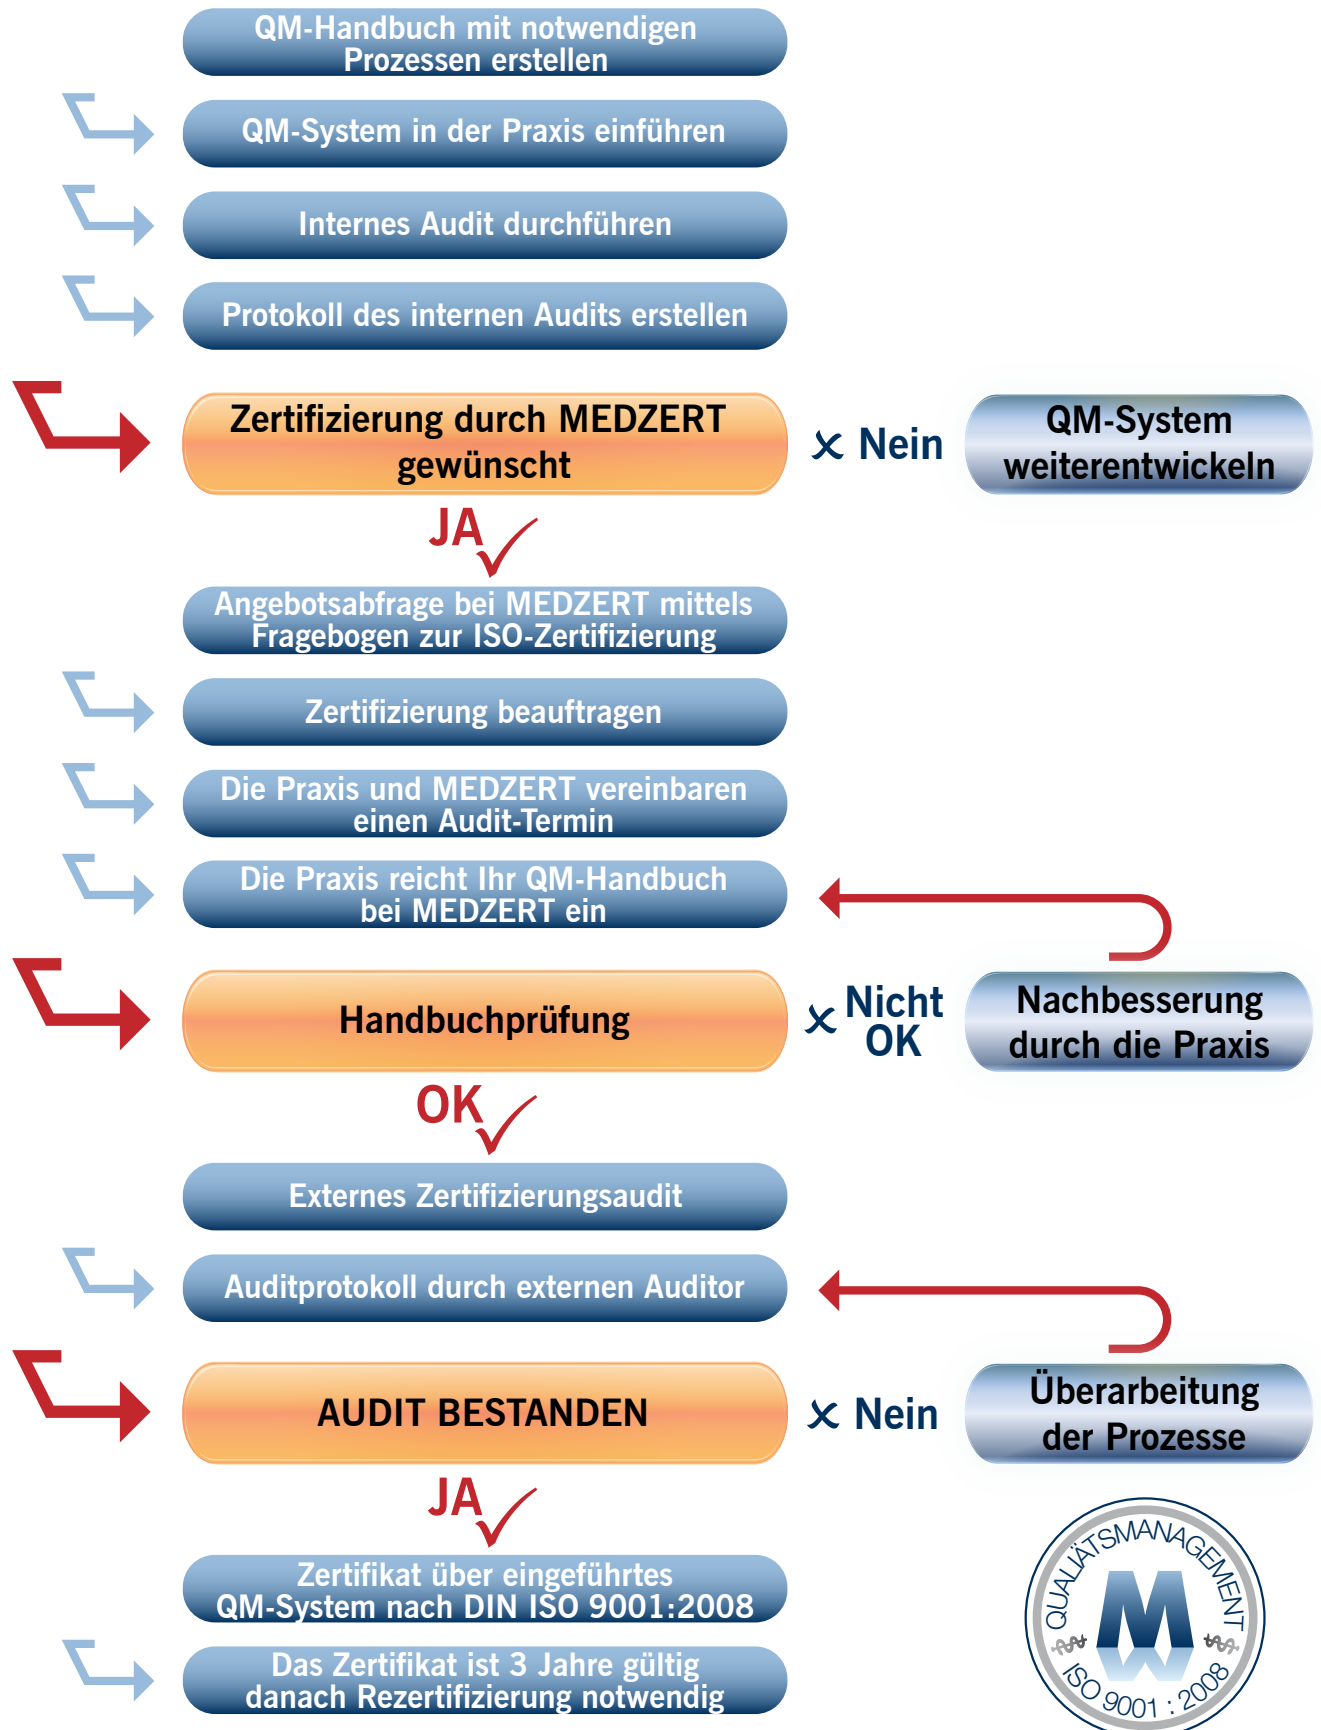 QM-Handbuch mit notwendigen
Prozessen erstellen
QM-System in der Praxis einführen
Internes Audit durchführen
Protokoll des internen Audits erstellen
Zertifizierung durch MEDZERT
gewünscht
x Nein
QM-System
weiterentwickeln
JA
Angebotsabfrage bei MEDZERT mittels
Fragebogen zur ISO-Zertifizierung
Zertifizierung beauftragen
Die Praxis und MEDZERT vereinbaren
einen Audit-Termin
Die Praxis reicht Ihr QM-Handbuch
bei MEDZERT ein
Handbuchprüfung
x Nicht
OK
Nachbesserung
durch die Praxis
OK
Externes Zertifizierungsaudit
Auditprotokoll durch externen Auditor
AUDIT BESTANDEN
x Nein
Überarbeitung
der Prozesse
JA
Zertifikat über eingeführtes
QM-System nach DIN ISO 9001:2008
Das Zertifikat ist 3 Jahre gültig
danach Rezertifizierung notwendig
QUALITÄTSMANAGEMENT
M
ISO 9001 : 2008